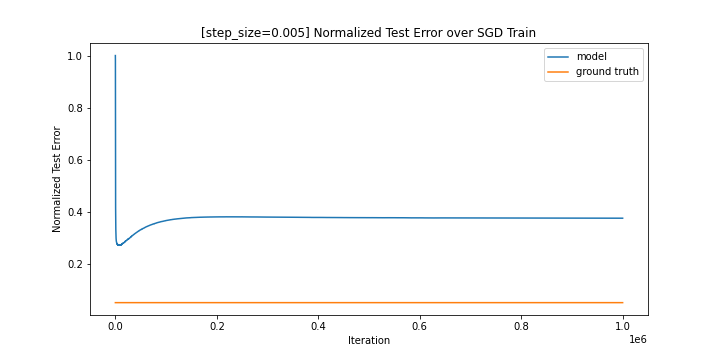 [step_size=0.005] Normalized Test Error over SGD Train
model
ground truth
Normalized Test Error
1.0
0.8
0.6
0.4
0.2
0.0 0.2 0.4 0.6 0.8 1.0
1e6
Iteration